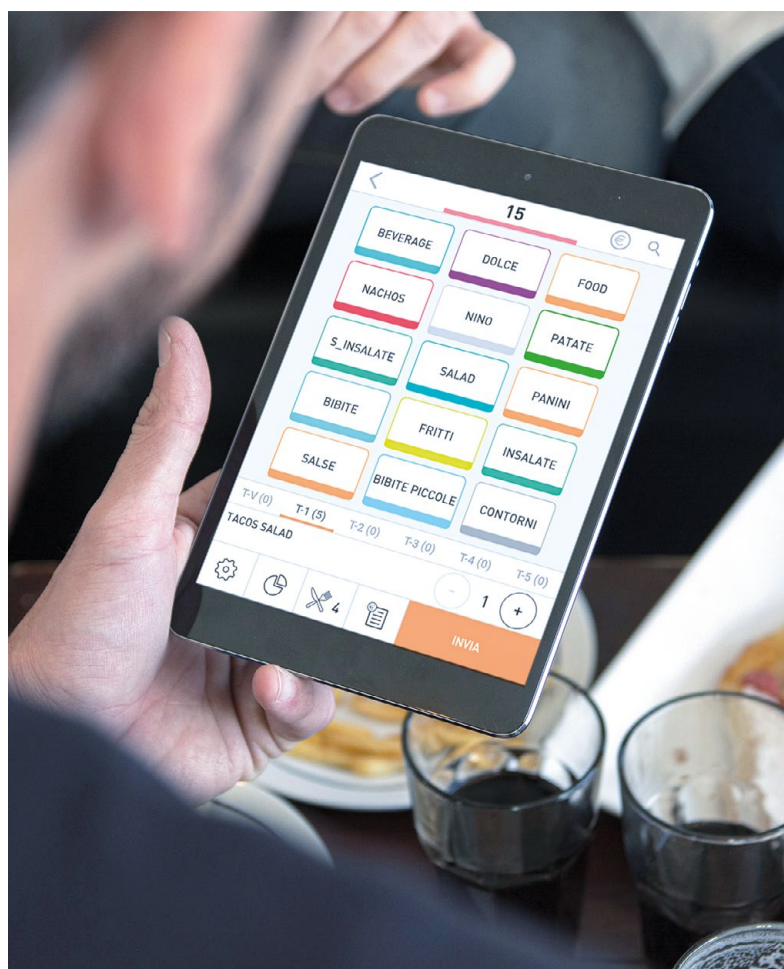 15
€
BEVERAGE
DOLCE
FOOD
NACHOS
NINO
PATATE
S_INSALATE
SALAD
PANINI
BIBITE
FRITTI
INSALATE
SALSE
BIBITE PICCOLE
CONTORNI
T-V (0) T-1 (5) T-2 (0) T-3 (0) T-4 (0) T-5 (0)
TACOS SALAD
- 1 +
4
INVIA